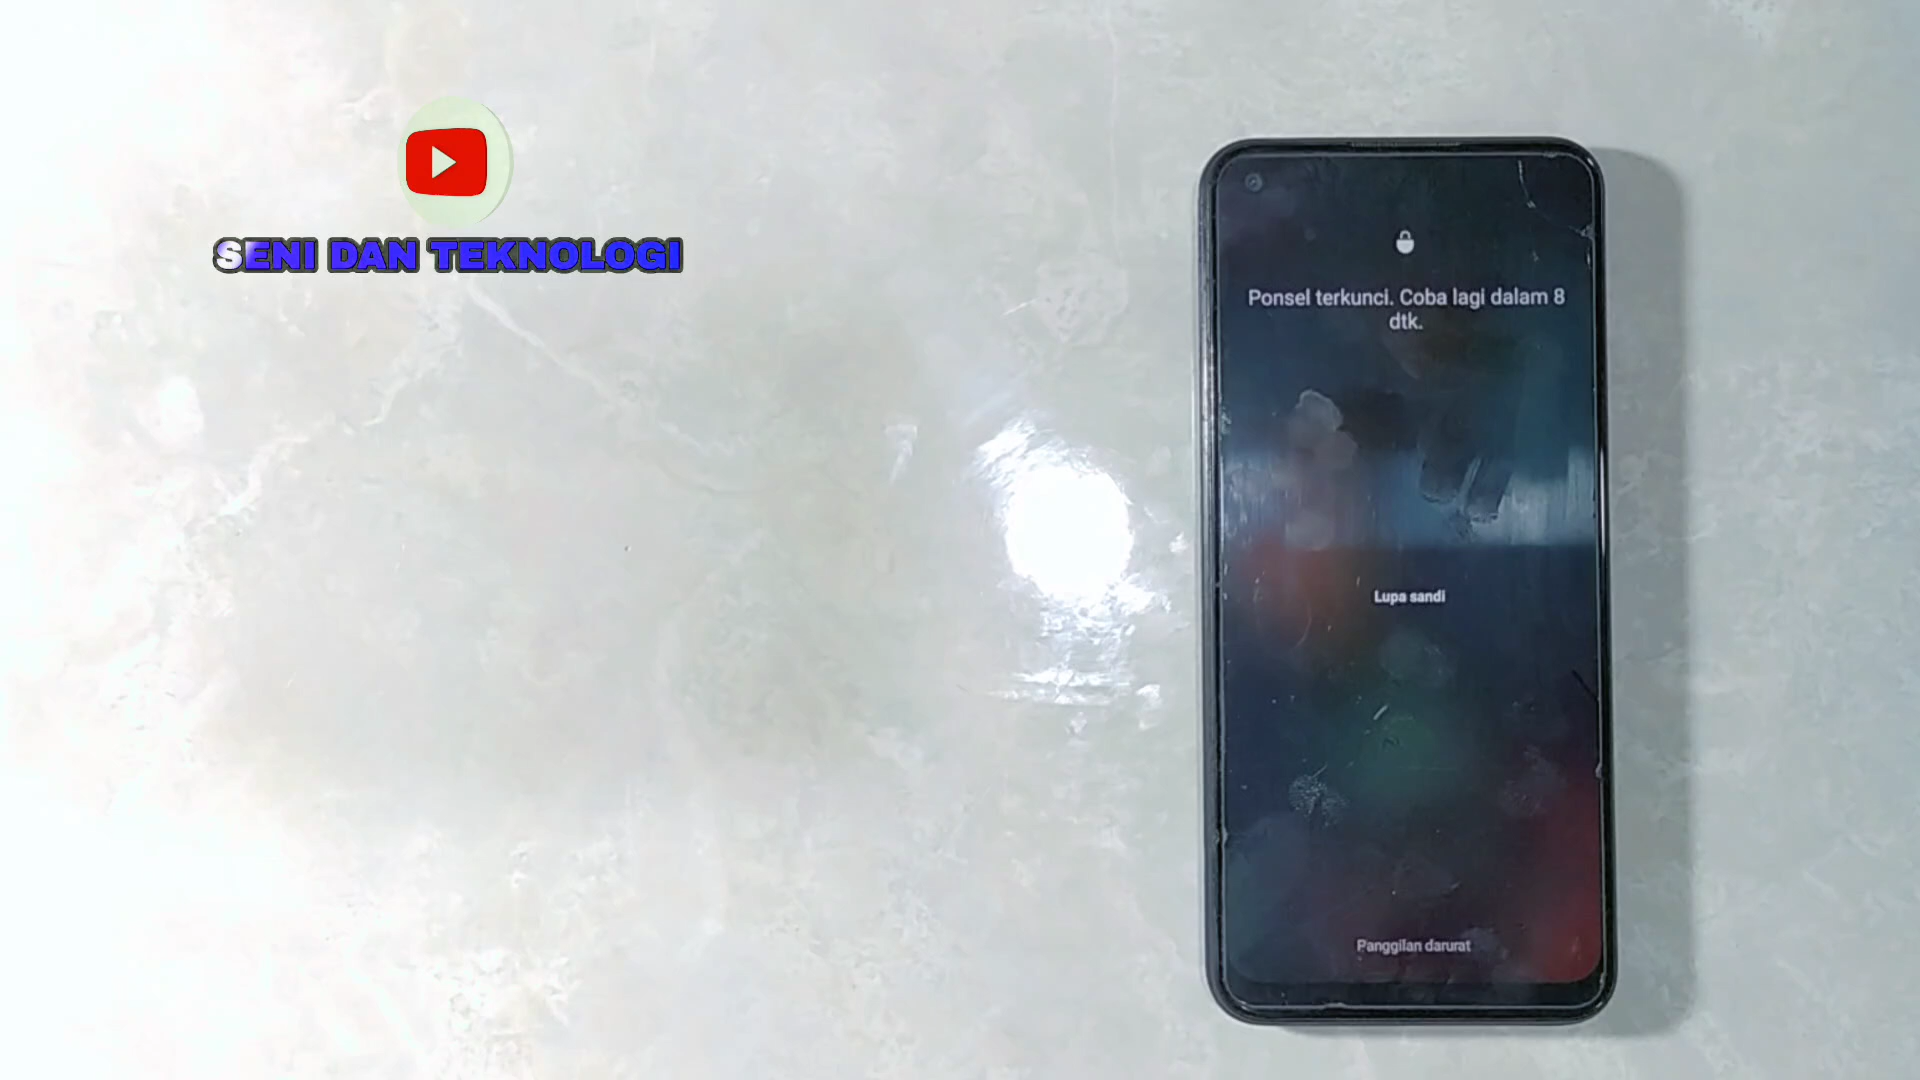 SENI DAN TEKNOLOGI
Ponsel terkunci. Coba lagi dalam 8
dtk.
Lupa sandi
Panggilan darurat